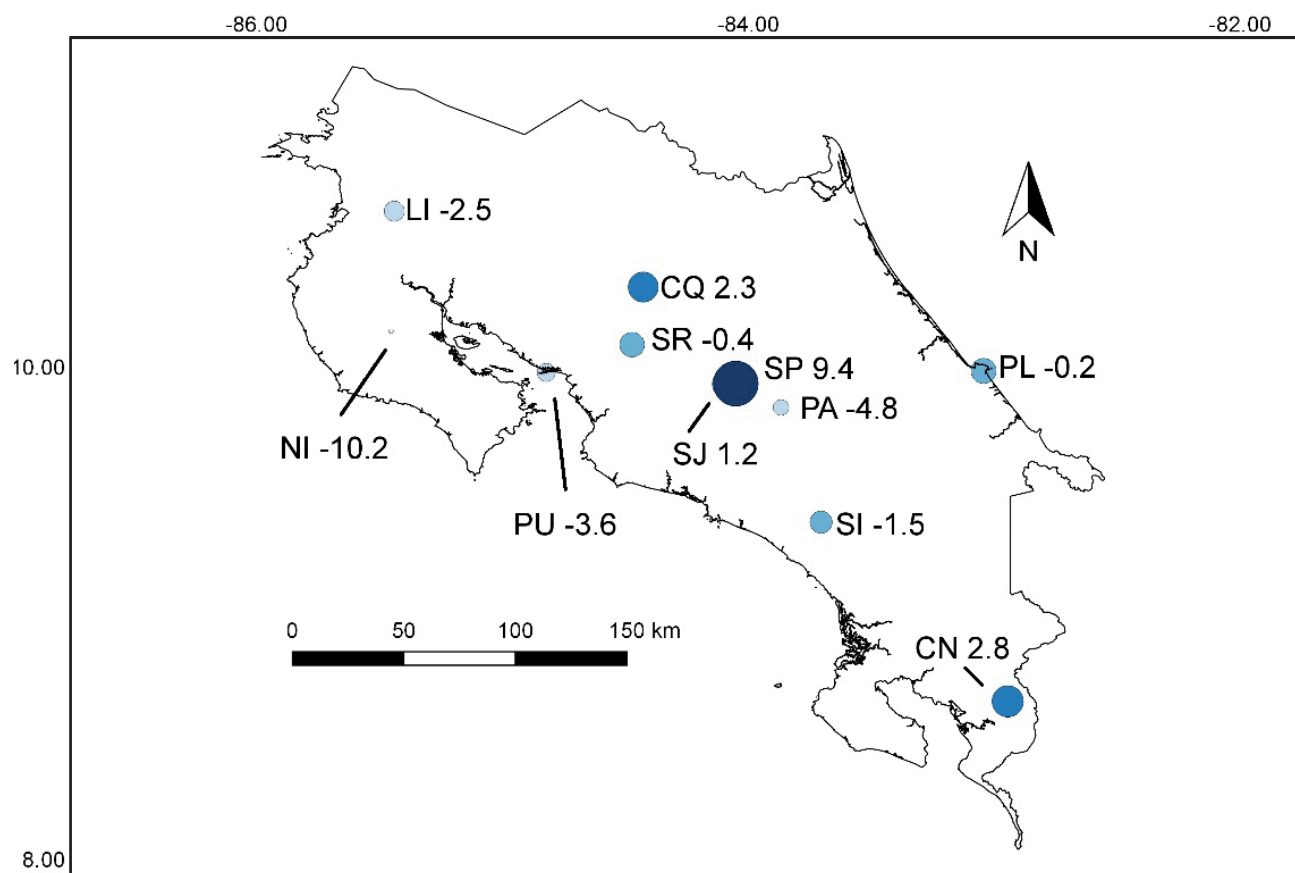 -86.00
-84.00
-82.00
LI -2.5
N
CQ 2.3
SR -0.4
10.00
SP 9.4
PL -0.2
PA -4.8
NI -10.2
SJ 1.2
PU -3.6
SI -1.5
0 50 100 150 km
CN 2.8
8.00